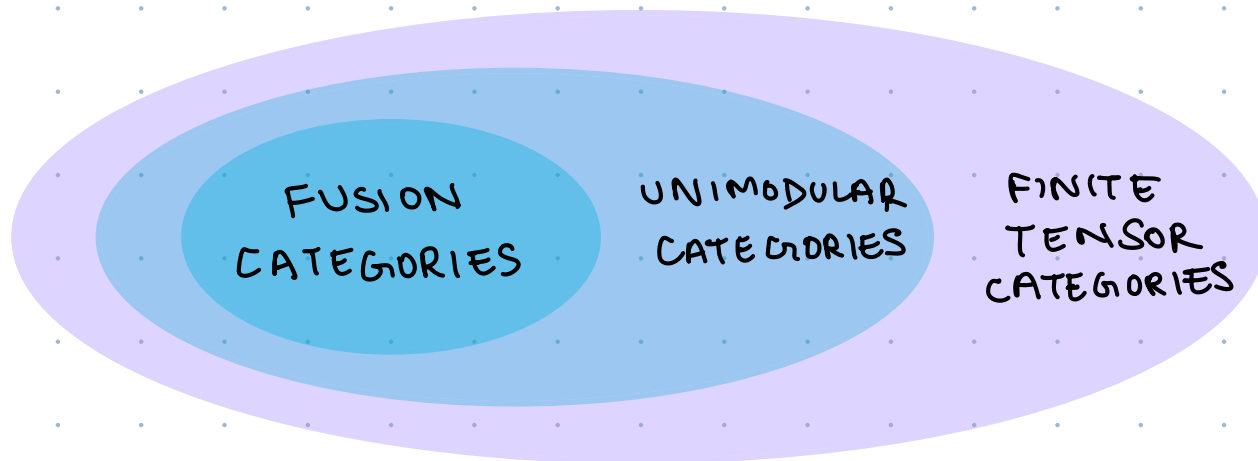 FUSION
CATEGORIES
UNIMODULAR
CATEGORIES
FINITE
TENSOR
CATEGORIES